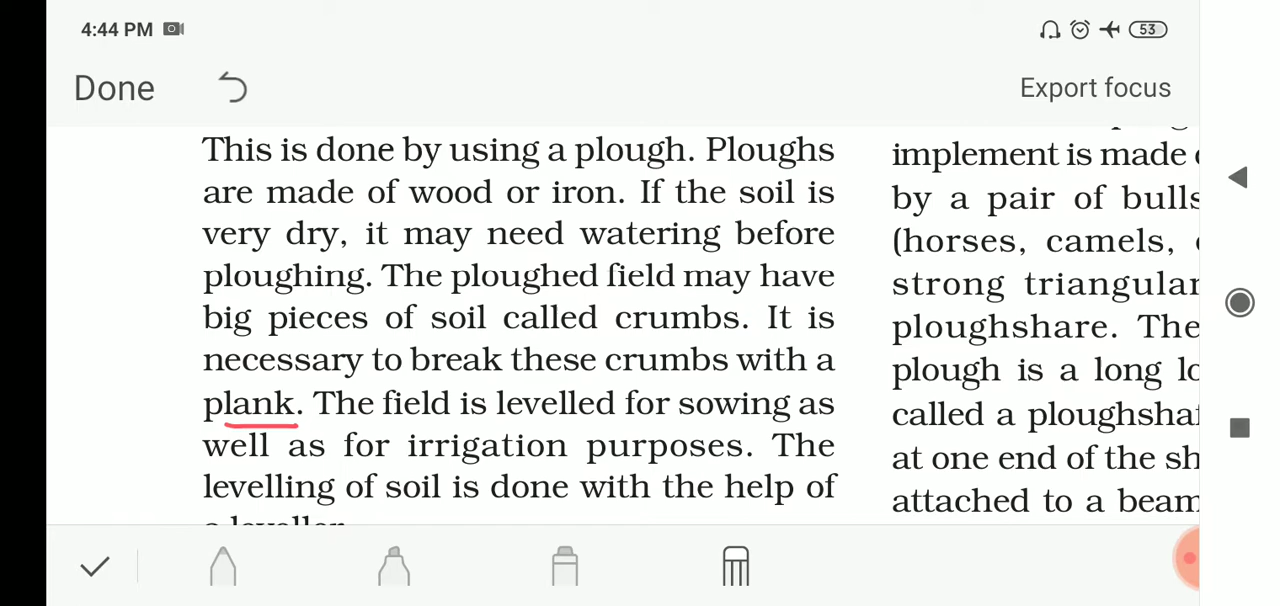 4:44 PM
53
Done
Export focus
This is done by using a plough. Ploughs
are made of wood or iron. If the soil is
very dry, it may need watering before
ploughing. The ploughed field may have
big pieces of soil called crumbs. It is
necessary to break these crumbs with a
plank. The field is levelled for sowing as
well as for irrigation purposes. The
levelling of soil is done with the help of
a leveller.
implement is made
by a pair of bulls
(horses, camels,
strong triangular
ploughshare. The
plough is a long
called a
at one end of the
attached to a beam